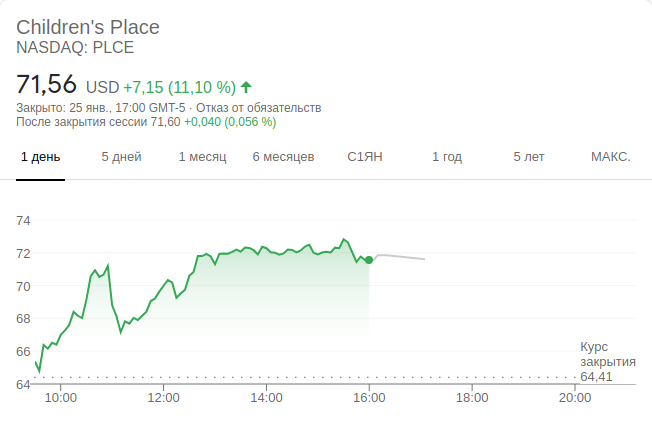 Children's Place
NASDAQ: PLCE
71,56 USD +7,15 (11,10 %)
Закрыто: 25 янв., 17:00 GMT-5 · Отказ от обязательств
После закрытия сессии 71,60 +0,040 (0,056 %)
1 день 5 дней 1 месяц 6 месяцев С1ЯН 1 год 5 лет МАКС.
74
72
70
68
66
Курс
закрытия
64,41
64
10:00 12:00 14:00 16:00 18:00 20:00